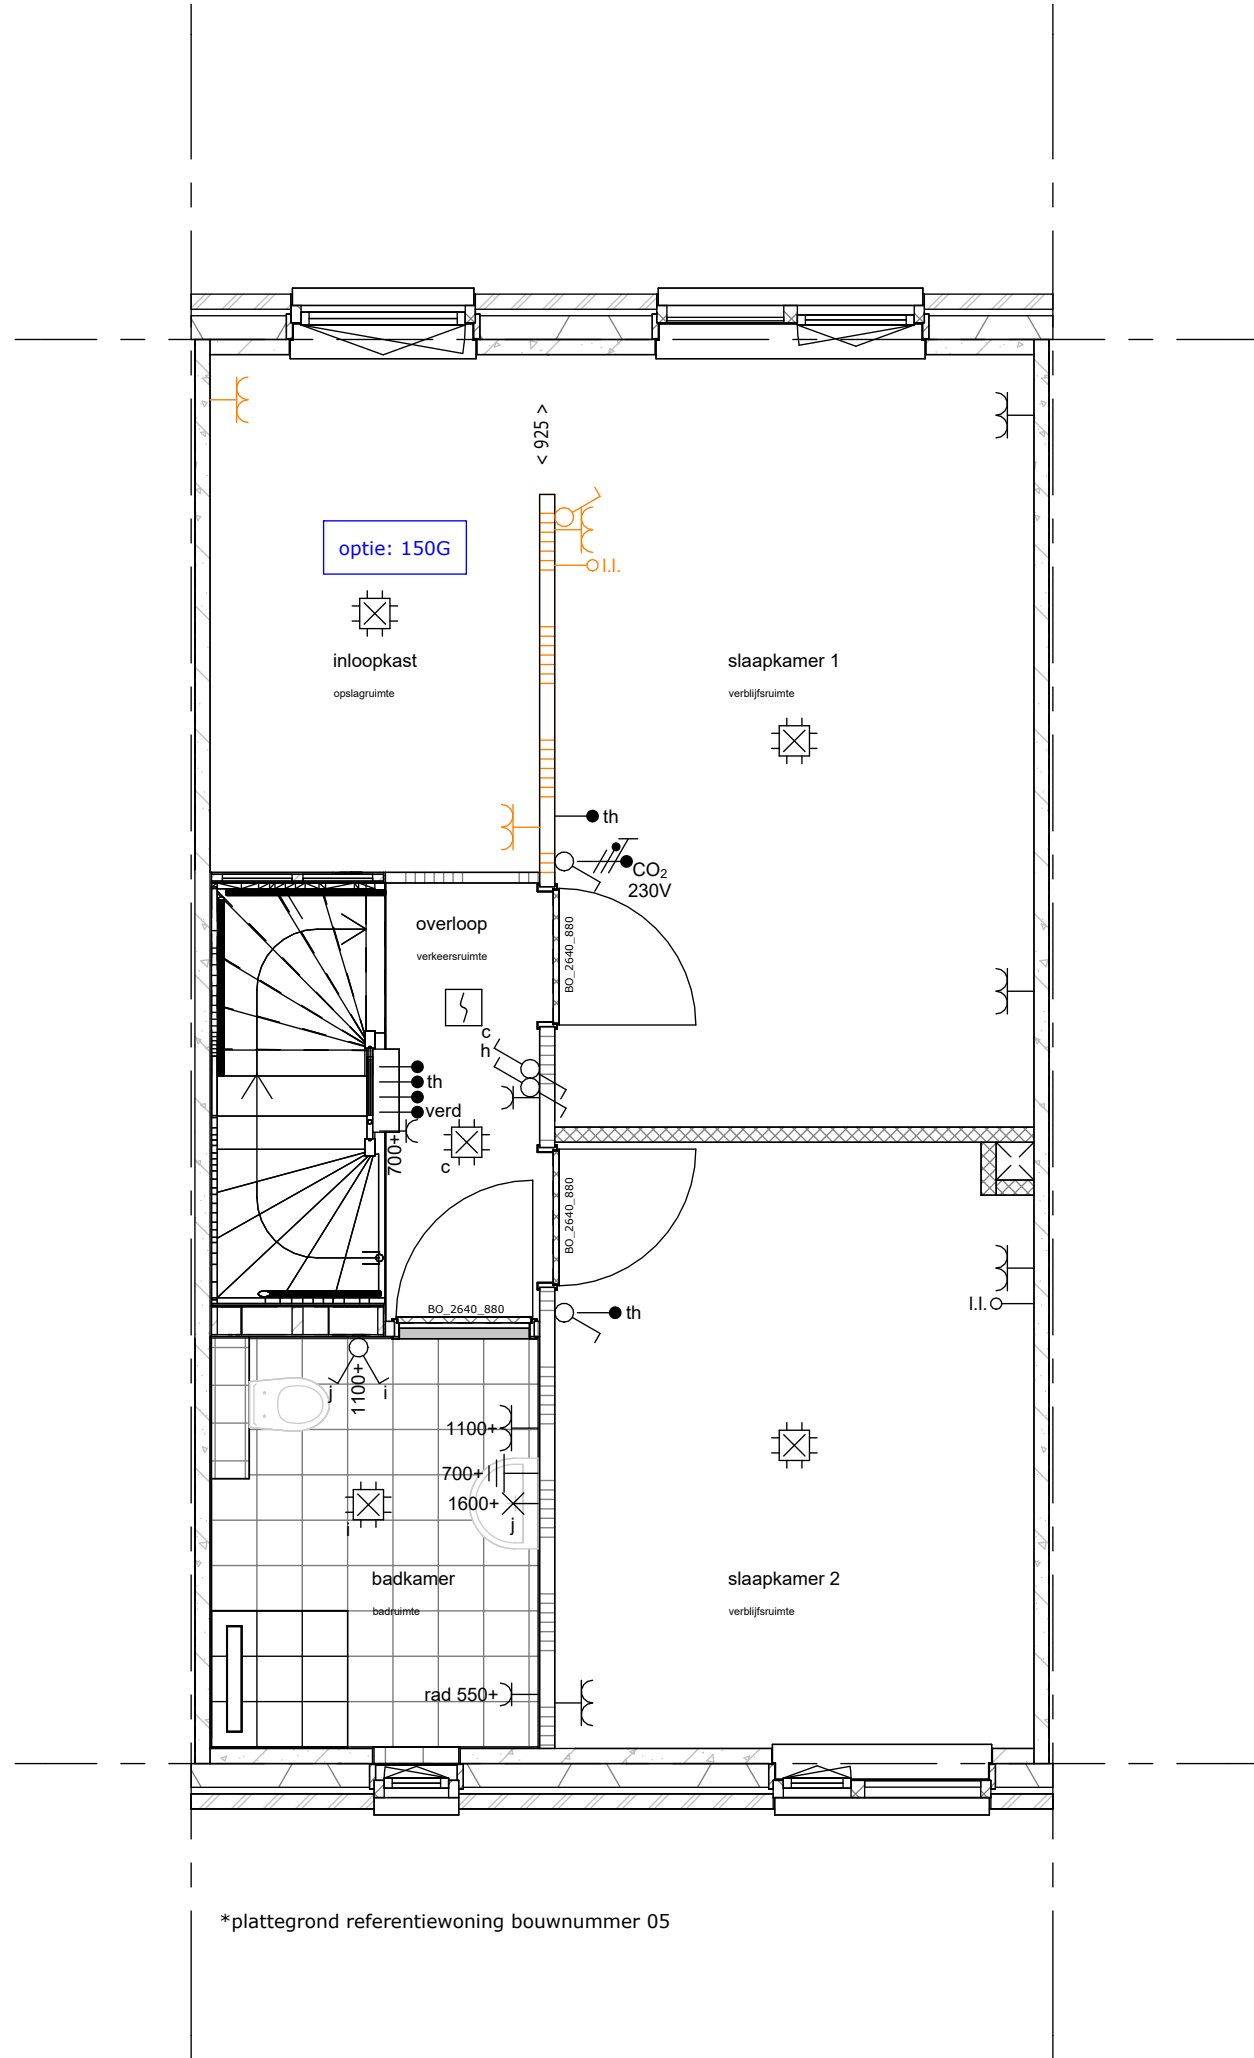 < 925 >
optie: 150G
l.l.
inloopkast
opslagruimte
slaapkamer 1
verblijfsruimte
th
CO₂
230V
overloop
verkeersruimte
BO_2640_880
c
h
th
verd
700+
c
BO_2640_880
l.l.
BO_2640_880
th
j
1100+
i
1100+
700+
1600+
j
i
badkamer
badruimte
slaapkamer 2
verblijfsruimte
rad 550+
*plattegrond referentiewoning bouwnummer 05